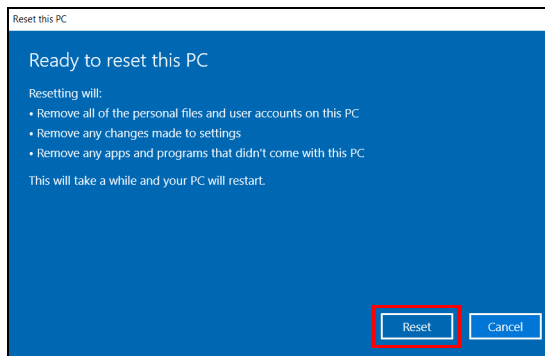 Reset this PC
Ready to reset this PC
Resetting will:
• Remove all of the personal files and user accounts on this PC
• Remove any changes made to settings
• Remove any apps and programs that didn't come with this PC
This will take a while and your PC will restart.
Reset Cancel